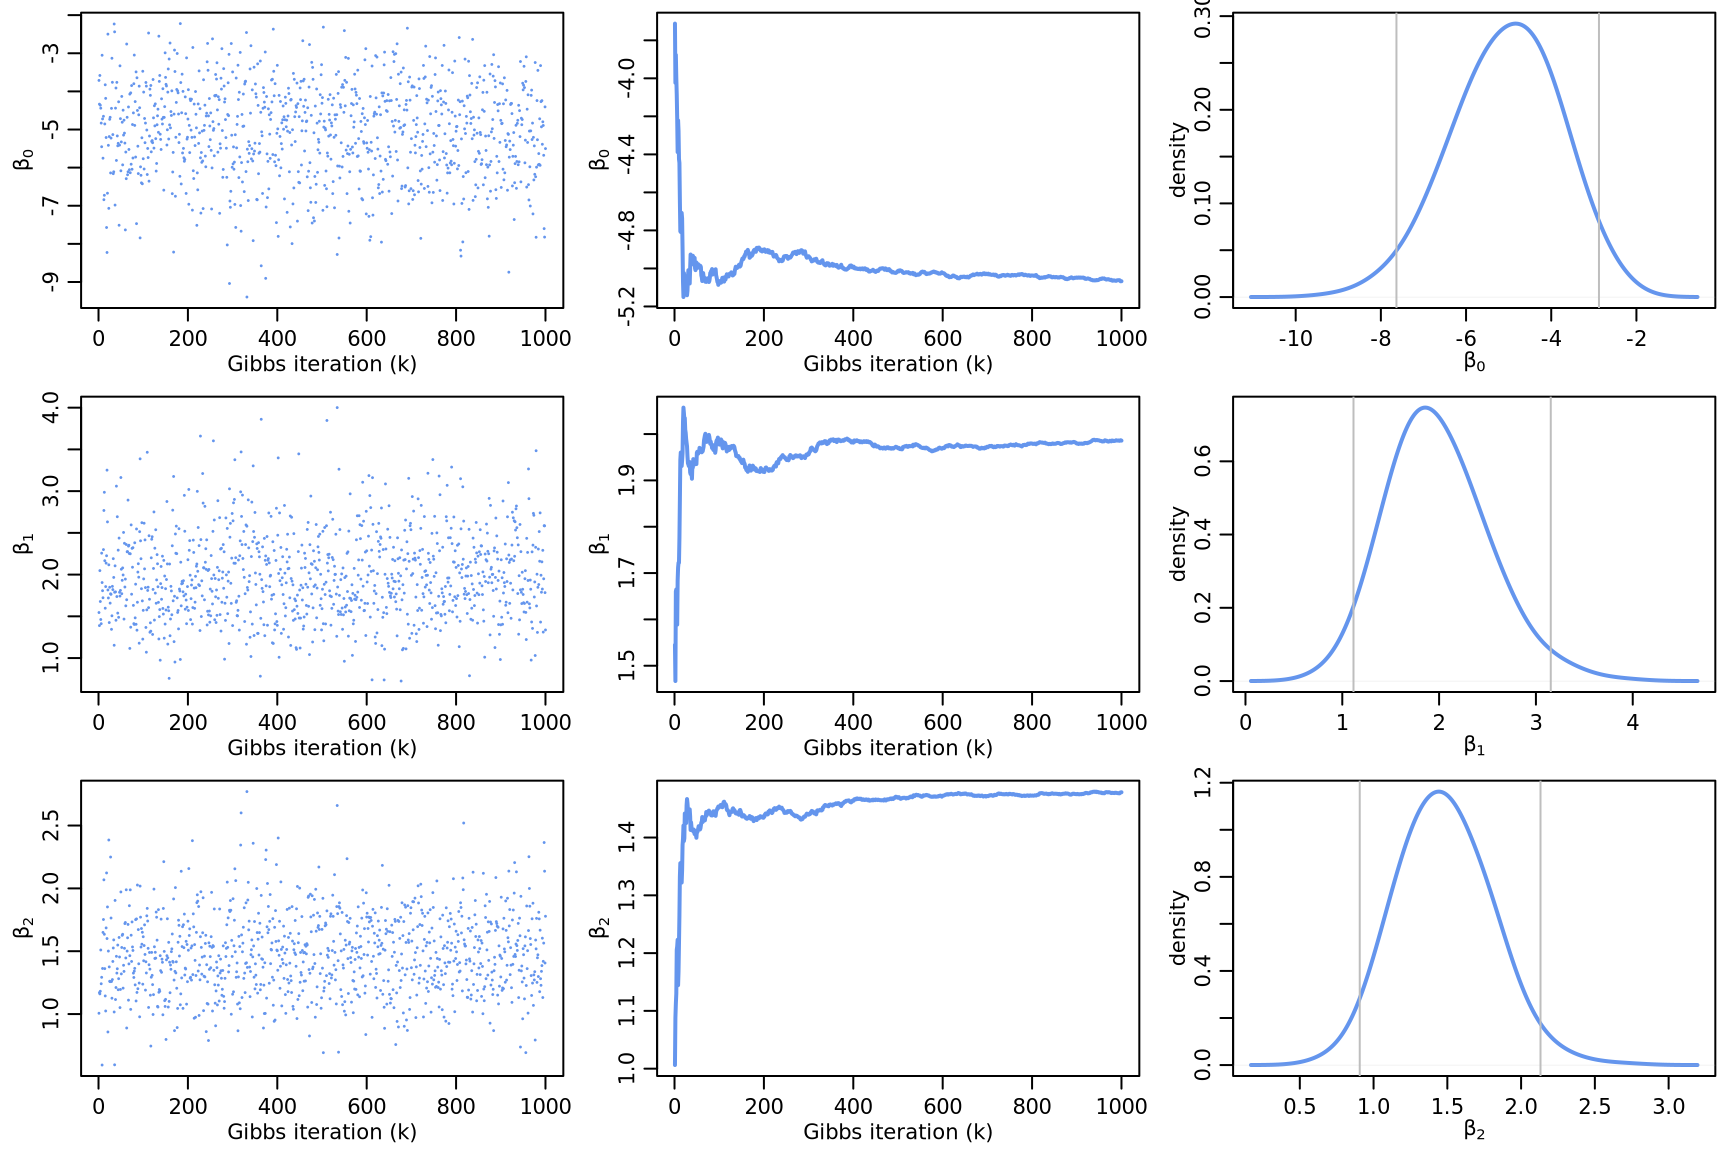 β0
-9 -7 -5 -3
0 200 400 600 800 1000
Gibbs iteration (k)
β0
-5.2 -4.8 -4.4 -4.0
0 200 400 600 800 1000
Gibbs iteration (k)
density
0.00 0.10 0.20 0.30
-10 -8 -6 -4 -2
β0
β1
1.0 2.0 3.0 4.0
0 200 400 600 800 1000
Gibbs iteration (k)
β1
1.5 1.7 1.9
0 200 400 600 800 1000
Gibbs iteration (k)
density
0.0 0.2 0.4 0.6
0 1 2 3 4
β1
β2
1.0 1.5 2.0 2.5
0 200 400 600 800 1000
Gibbs iteration (k)
β2
1.0 1.1 1.2 1.3 1.4
0 200 400 600 800 1000
Gibbs iteration (k)
density
0.0 0.4 0.8 1.2
0.5 1.0 1.5 2.0 2.5 3.0
β2